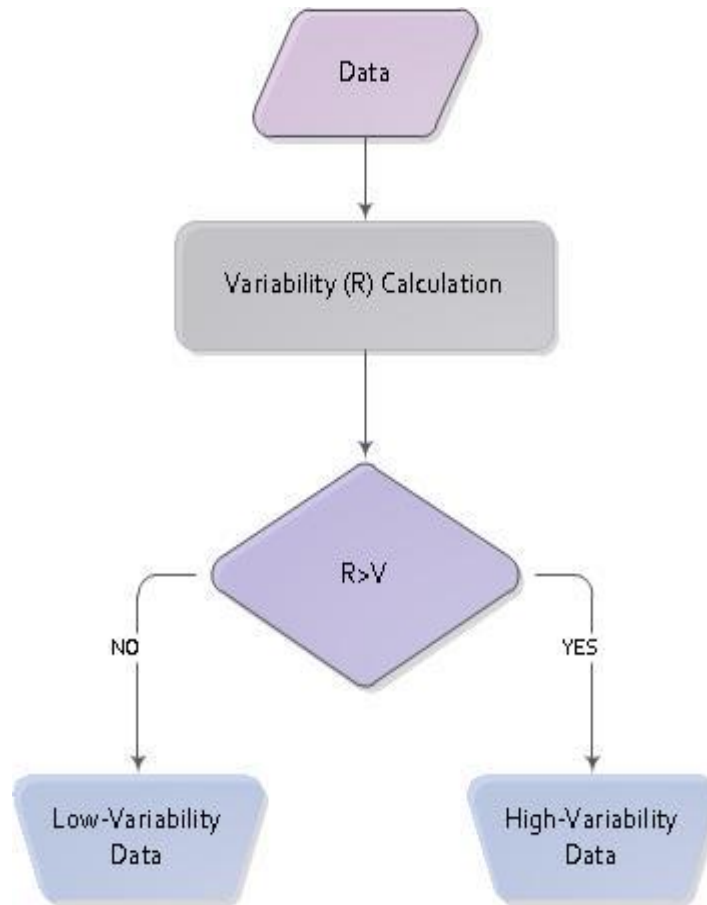 Data
Variability (R) Calculation
R>V
NO
YES
Low-Variability
Data
High-Variability
Data